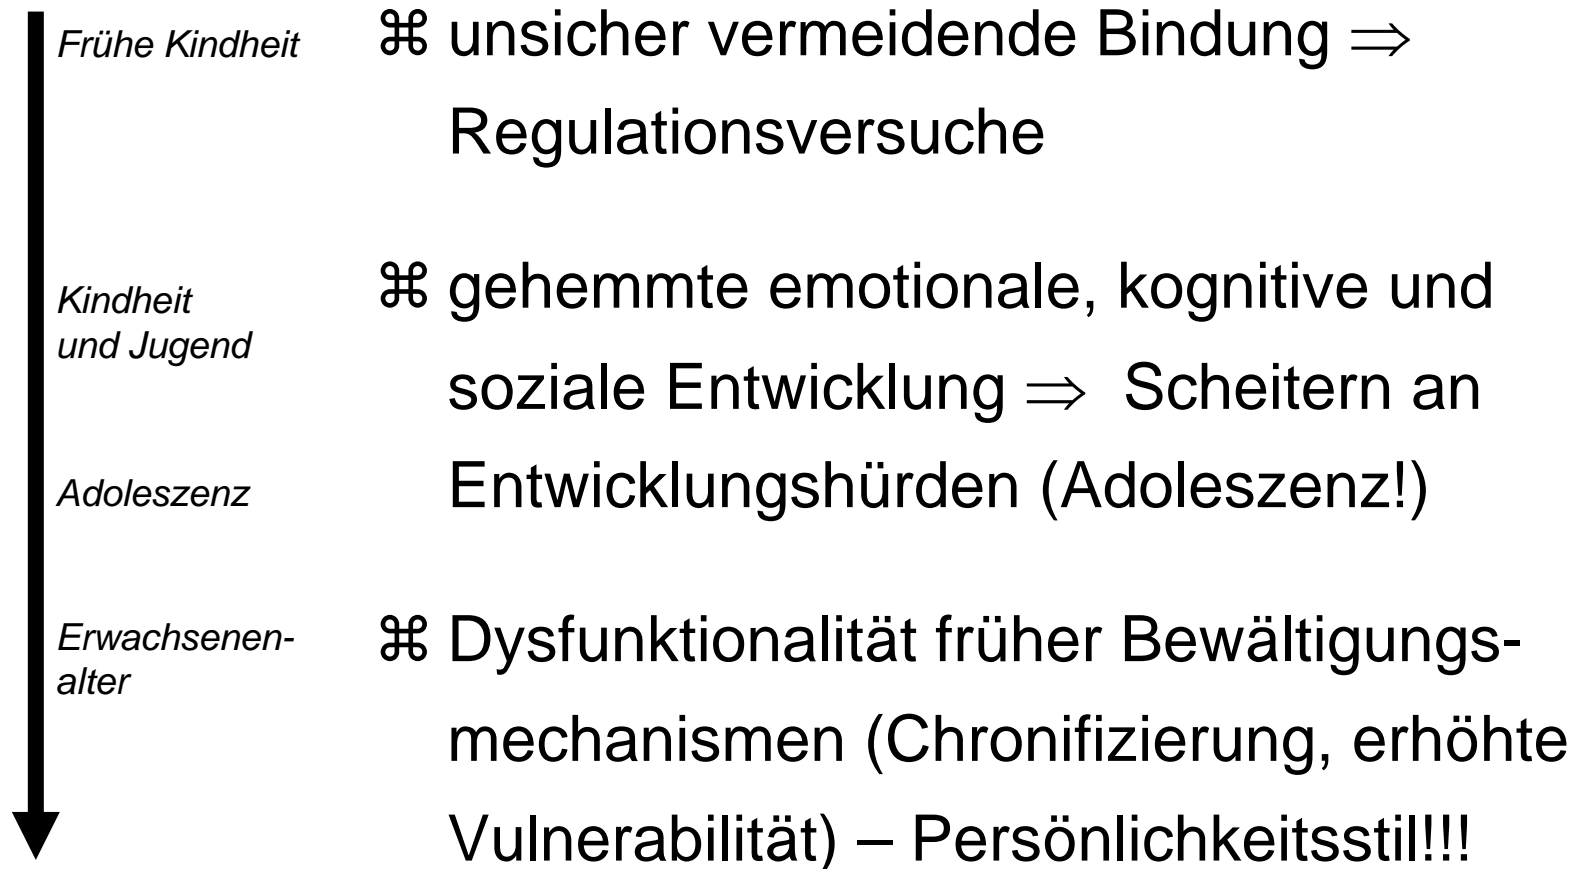 Frühe Kindheit
⌘ unsicher vermeidende Bindung ⇒
Regulationsversuche
Kindheit
und Jugend
⌘ gehemmte emotionale, kognitive und
soziale Entwicklung ⇒ Scheitern an
Adoleszenz
Entwicklungshürden (Adoleszenz!)
Erwachsenen-
alter
⌘ Dysfunktionalität früher Bewältigungs-
mechanismen (Chronifizierung, erhöhte
Vulnerabilität) – Persönlichkeitsstil!!!